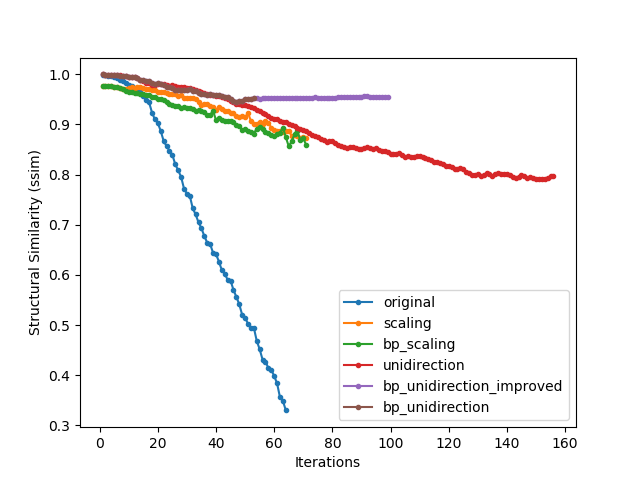 1.0
0.9
0.8
0.7
0.6
0.5
0.4
0.3
Structural Similarity (ssim)
original
scaling
bp_scaling
unidirection
bp_unidirection_improved
bp_unidirection
0 20 40 60 80 100 120 140 160
Iterations